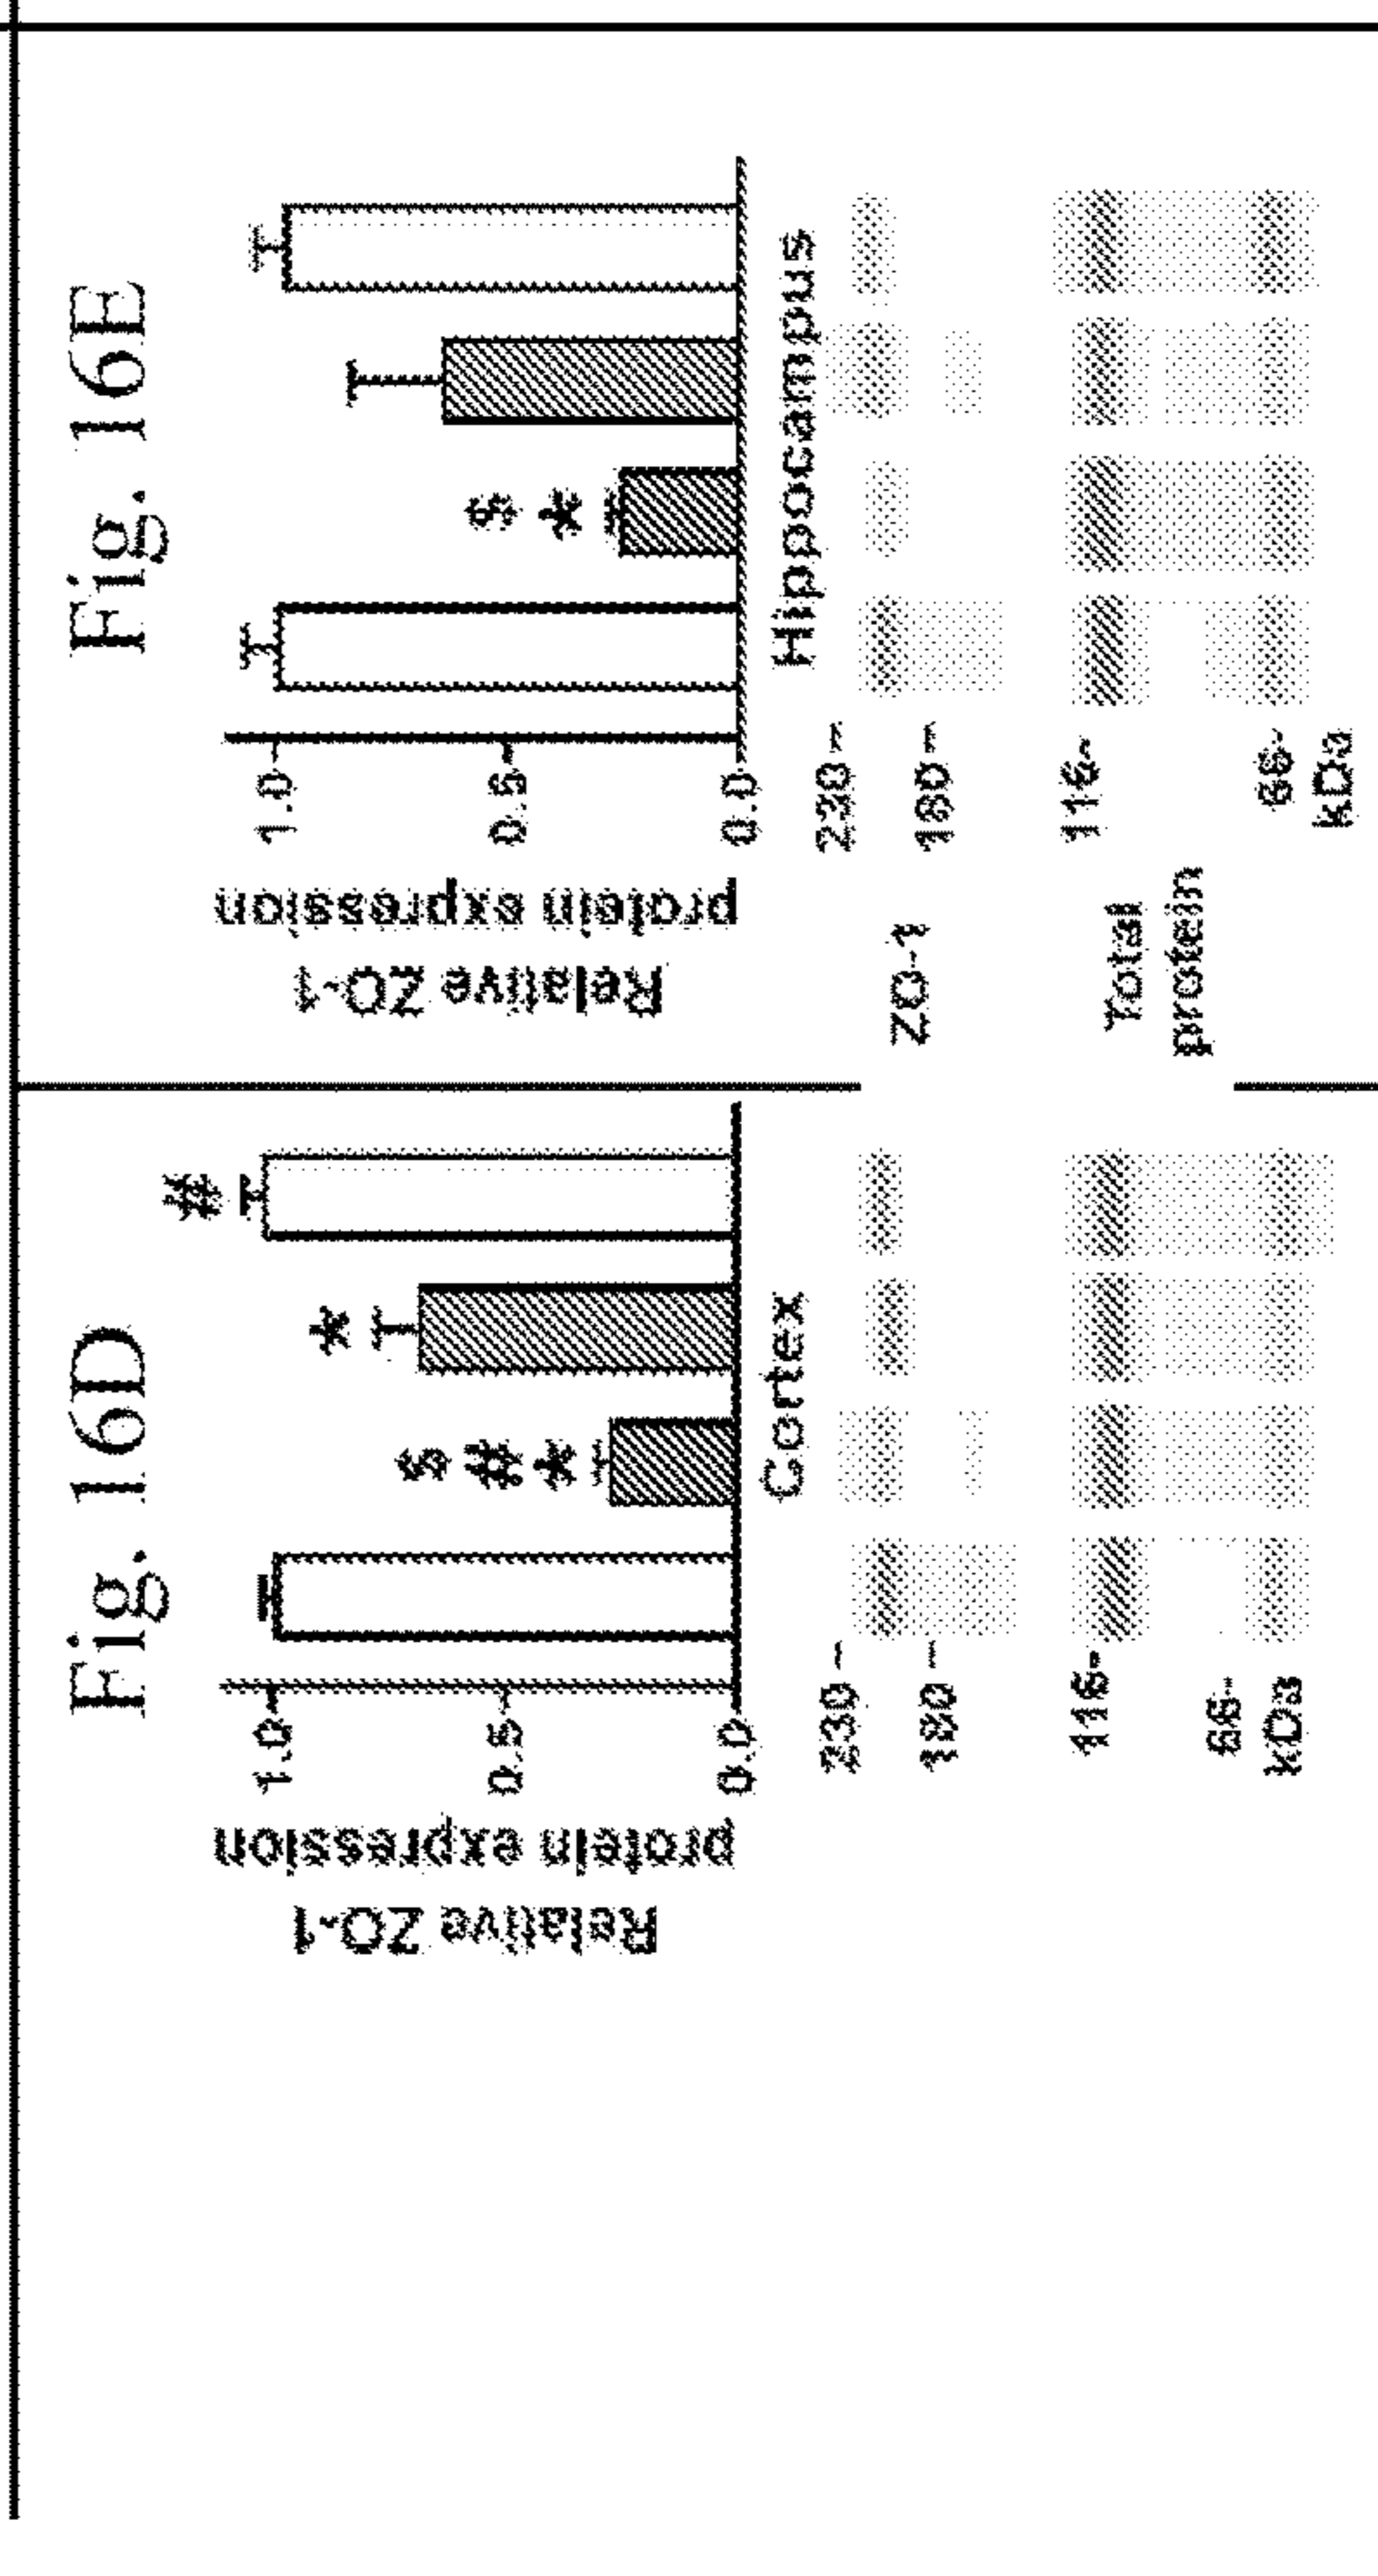 Fig. 16D
Relative ZO-1
protein expression
1.0
0.5
0.0
#
*
$
#
*
Cortex
230
180
116
66
kDa
Fig. 16E
Relative ZO-1
protein expression
1.0
0.5
0.0
$
*
Hippocampus
230
180
116
66
kDa
ZO-1
Total
protein